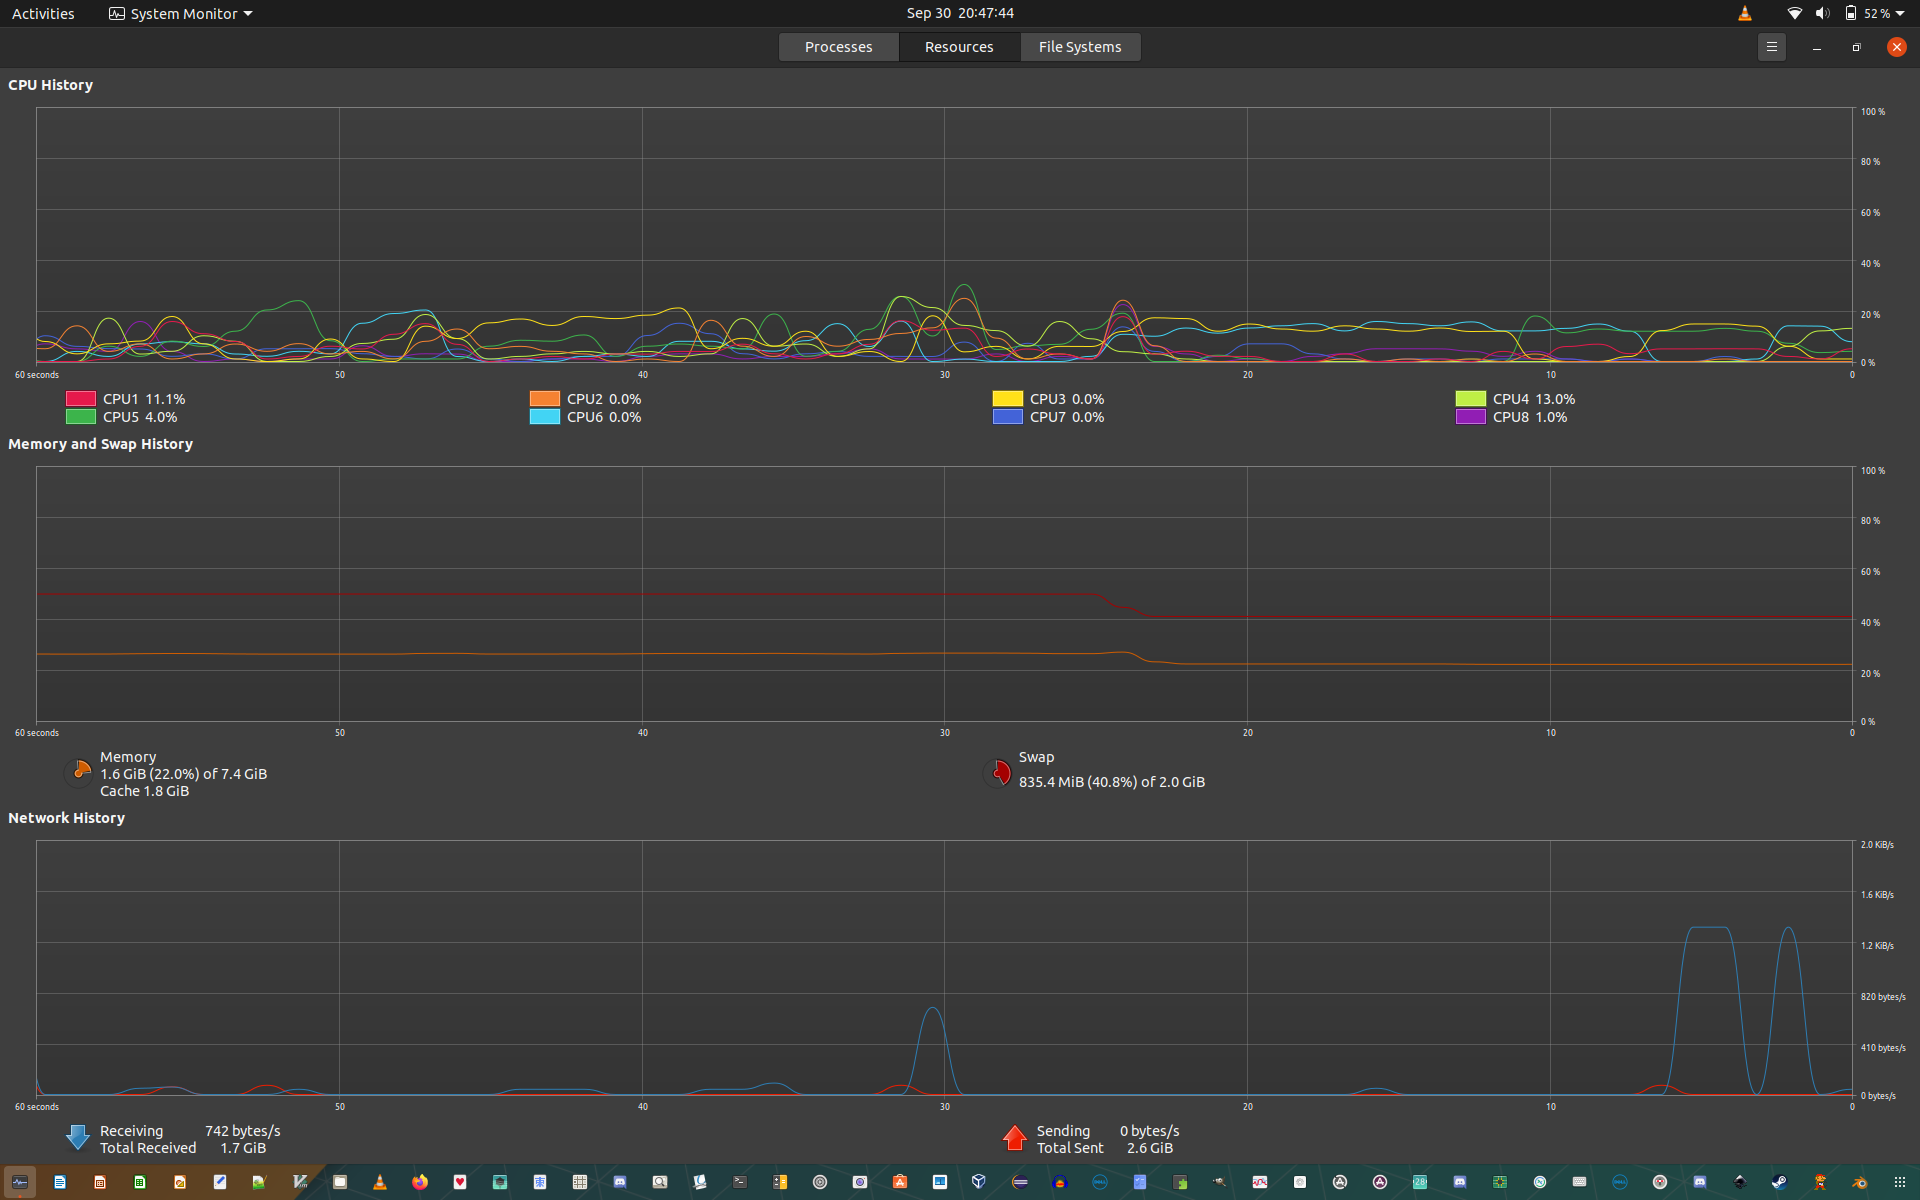 Activities System Monitor Sep 30 20:47:44 52 %
Processes Resources File Systems
CPU History
100 %
80 %
60 %
40 %
20 %
0 %
60 seconds 50 40 30 20 10 0
CPU1 11.1% CPU2 0.0% CPU3 0.0% CPU4 13.0%
CPU5 4.0% CPU6 0.0% CPU7 0.0% CPU8 1.0%
Memory and Swap History
100 %
80 %
60 %
40 %
20 %
0 %
60 seconds 50 40 30 20 10 0
Memory
1.6 GiB (22.0%) of 7.4 GiB
Cache 1.8 GiB
Swap
835.4 MiB (40.8%) of 2.0 GiB
Network History
2.0 KiB/s
1.6 KiB/s
1.2 KiB/s
820 bytes/s
410 bytes/s
0 bytes/s
60 seconds 50 40 30 20 10 0
Receiving 742 bytes/s
Total Received 1.7 GiB
Sending 0 bytes/s
Total Sent 2.6 GiB